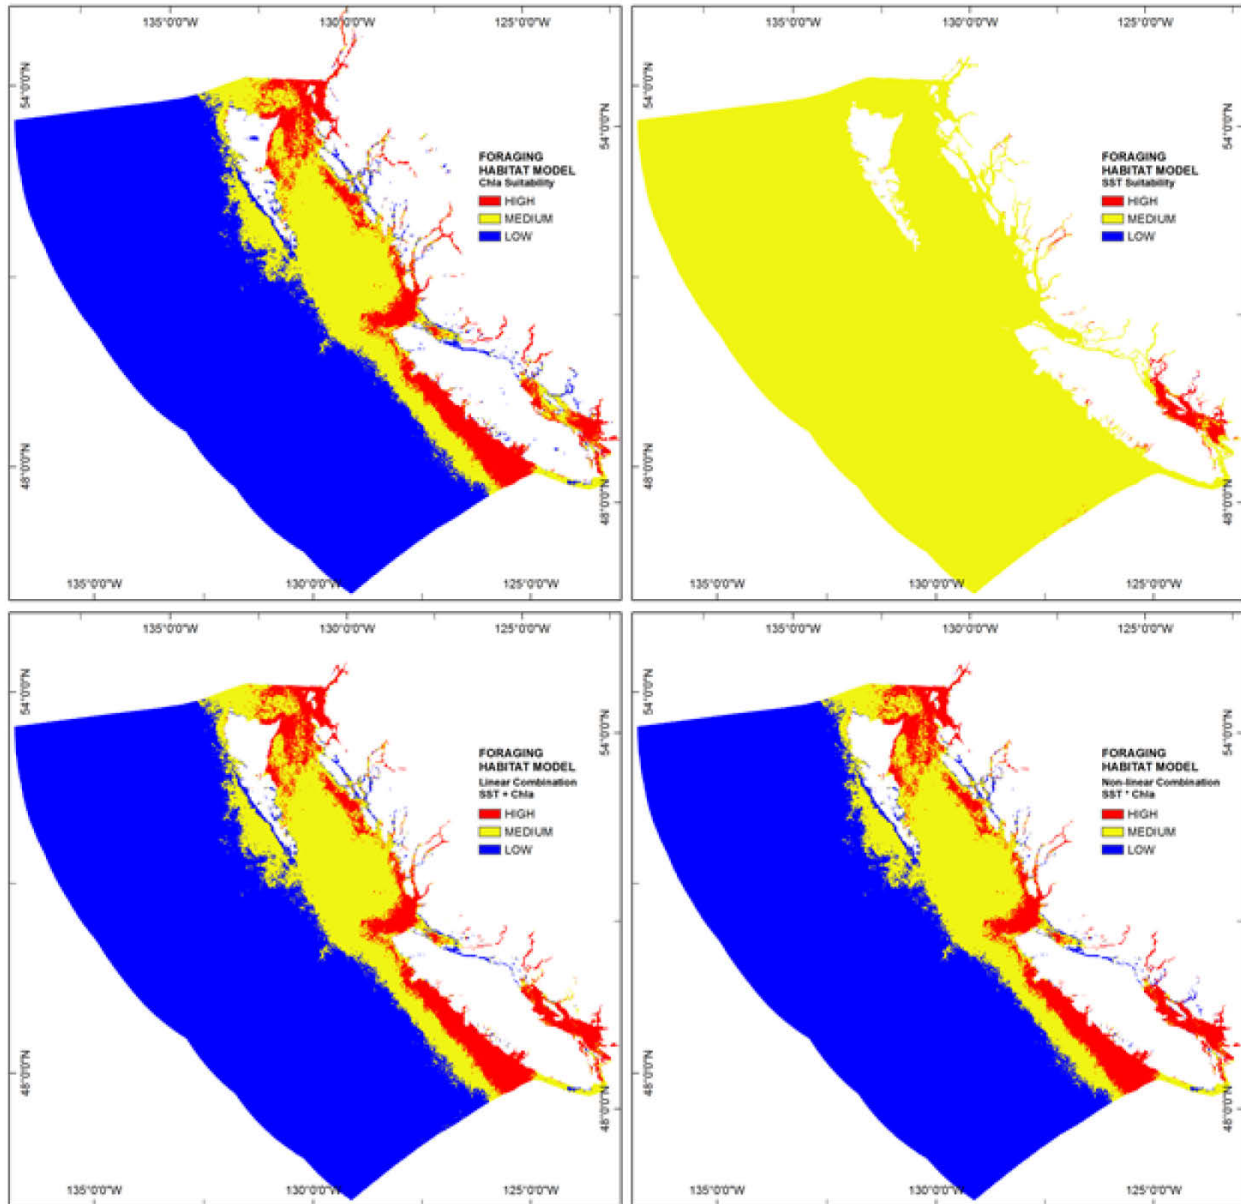 135°0'0"W 130°0'0"W 125°0'0"W
54°0'0"N
54°0'0"N
FORAGING
HABITAT MODEL
Chla Suitability
HIGH
MEDIUM
LOW
48°0'0"N
48°0'0"N
135°0'0"W 130°0'0"W 125°0'0"W
135°0'0"W 130°0'0"W 125°0'0"W
54°0'0"N
54°0'0"N
FORAGING
HABITAT MODEL
SST Suitability
HIGH
MEDIUM
LOW
48°0'0"N
48°0'0"N
135°0'0"W 130°0'0"W 125°0'0"W
135°0'0"W 130°0'0"W 125°0'0"W
54°0'0"N
54°0'0"N
FORAGING
HABITAT MODEL
Linear Combination
SST + Chla
HIGH
MEDIUM
LOW
48°0'0"N
48°0'0"N
135°0'0"W 130°0'0"W 125°0'0"W
135°0'0"W 130°0'0"W 125°0'0"W
54°0'0"N
54°0'0"N
FORAGING
HABITAT MODEL
Non-linear Combination
SST * Chla
HIGH
MEDIUM
LOW
48°0'0"N
48°0'0"N
135°0'0"W 130°0'0"W 125°0'0"W